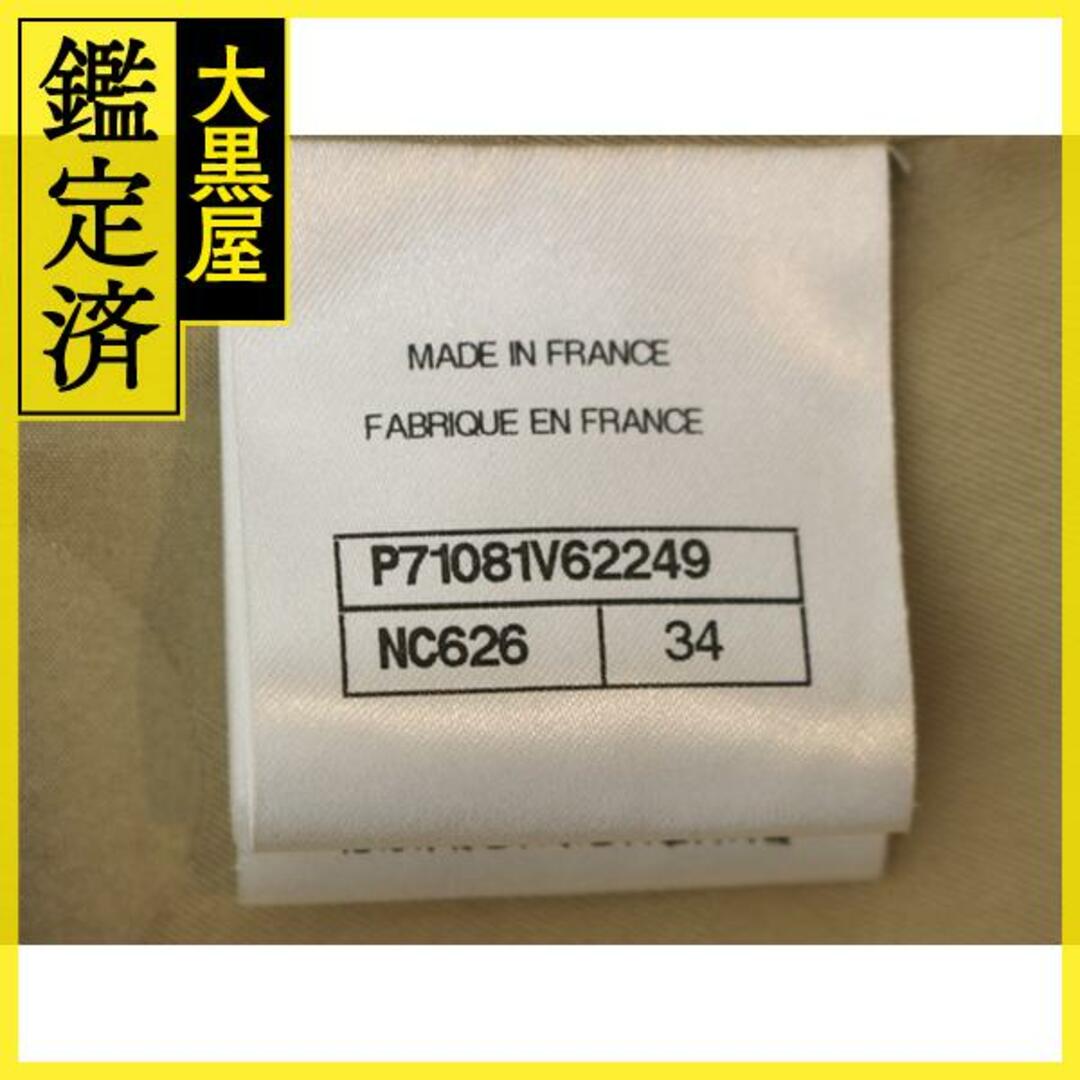 鑑定済
大黒屋
MADE IN FRANCE
FABRIQUE EN FRANCE
P71081V62249
NC626 34